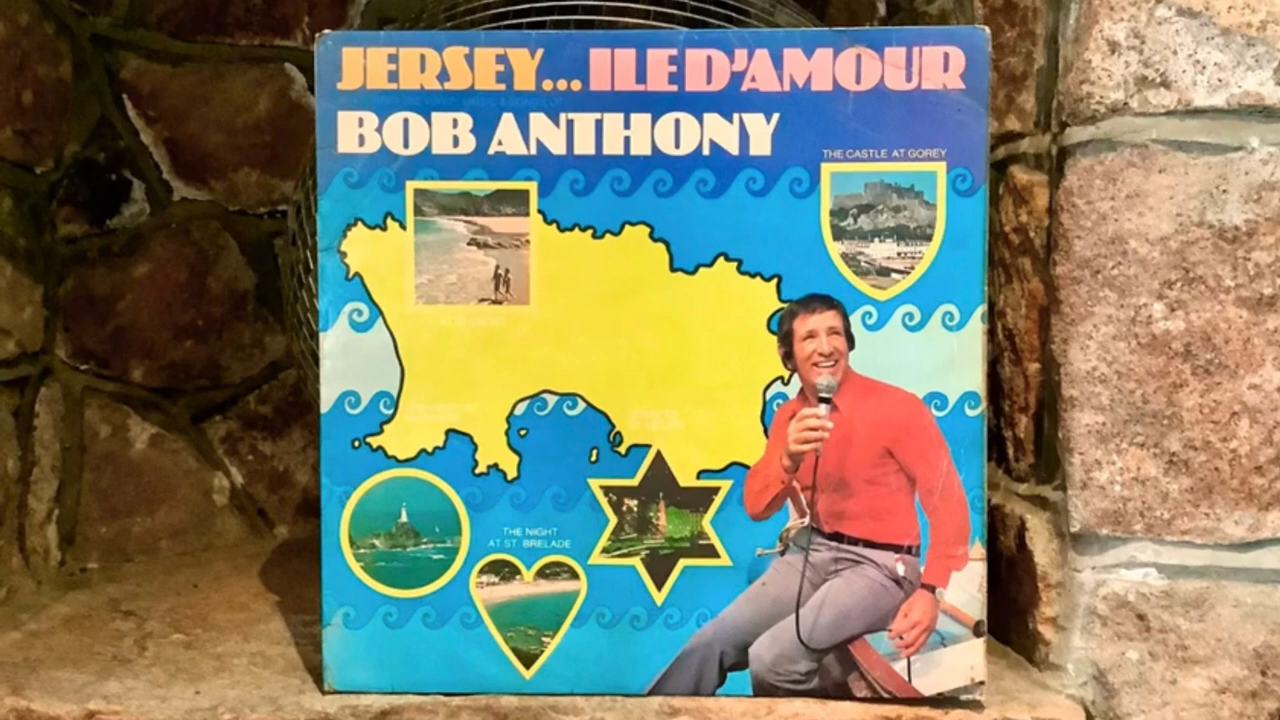 JERSEY... ILE D'AMOUR
BOB ANTHONY
THE CASTLE AT GOREY
THE NIGHT
AT ST. BRELADE